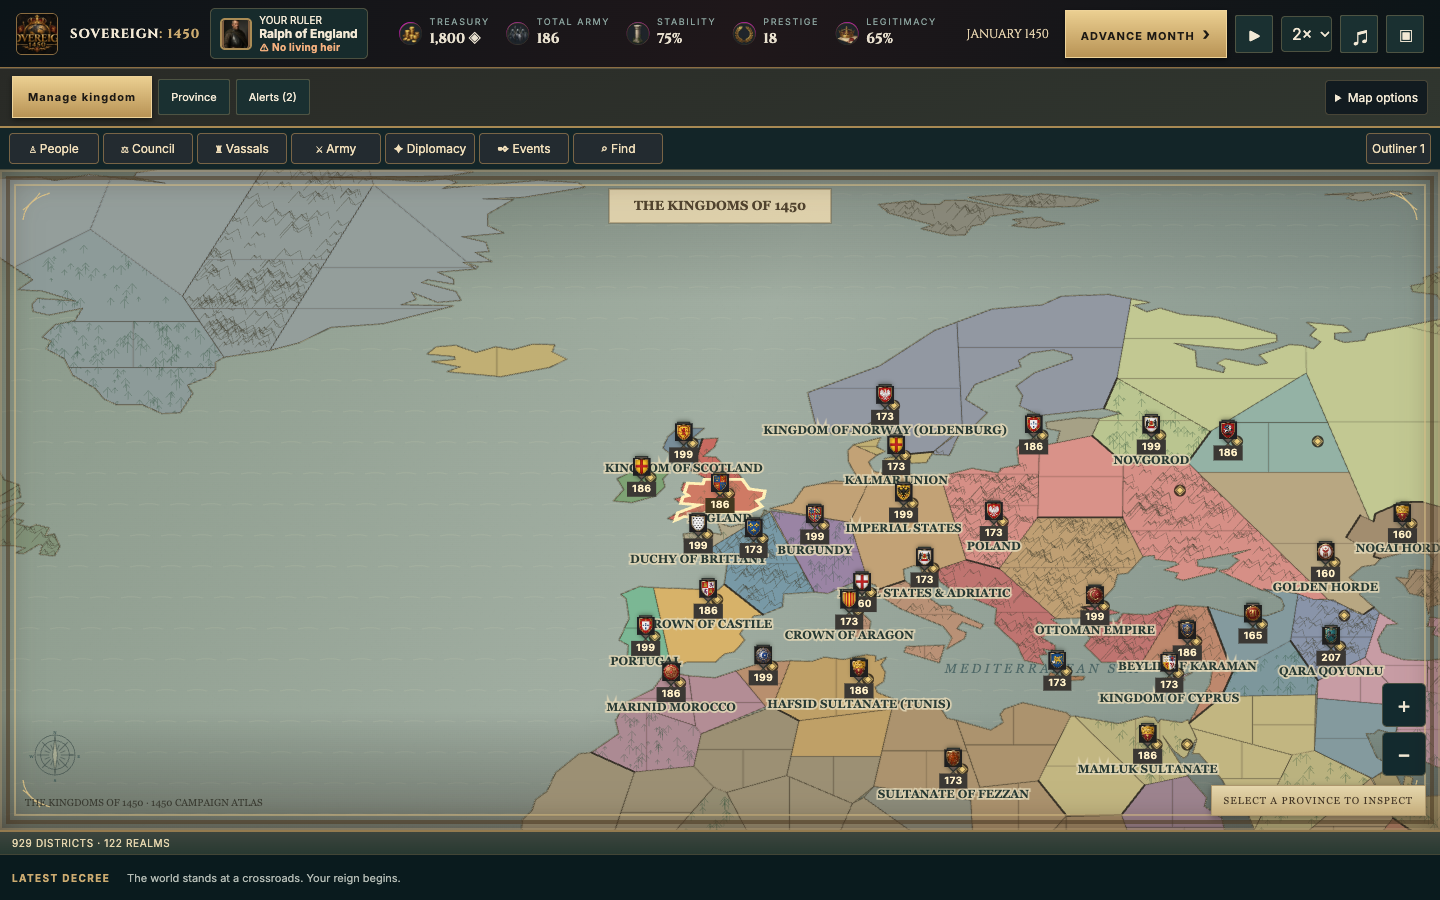 SOVEREIGN: 1450
YOUR RULER
Ralph of England
⚠ No living heir
TREASURY
1,800
TOTAL ARMY
186
STABILITY
75%
PRESTIGE
18
LEGITIMACY
65%
JANUARY 1450
ADVANCE MONTH ›
2×
Manage kingdom
Province
Alerts (2)
Map options
People
Council
Vassals
Army
Diplomacy
Events
Find
Outliner 1
THE KINGDOMS OF 1450
173
KINGDOM OF NORWAY (OLDENBURG)
199
KINGDOM OF SCOTLAND
186
173
KALMAR UNION
186
199
NOVGOROD
186
186
199
IMPERIAL STATES
173
POLAND
199
DUCHY OF BRITTANY
173
199
BURGUNDY
160
NOGAI HORD
160
GOLDEN HORDE
173
STATES & ADRIATIC
60
173
CROWN OF ARAGON
186
CROWN OF CASTILE
199
PORTUGAL
199
OTTOMAN EMPIRE
165
207
QARA QOYUNLU
186
BEYLIK OF KARAMAN
MEDITERRANEAN
173
173
KINGDOM OF CYPRUS
186
MARINID MOROCCO
199
186
HAFSID SULTANATE (TUNIS)
186
MAMLUK SULTANATE
173
SULTANATE OF FEZZAN
+
−
SELECT A PROVINCE TO INSPECT
THE KINGDOMS OF 1450 · 1450 CAMPAIGN ATLAS
929 DISTRICTS · 122 REALMS
LATEST DECREE
The world stands at a crossroads. Your reign begins.